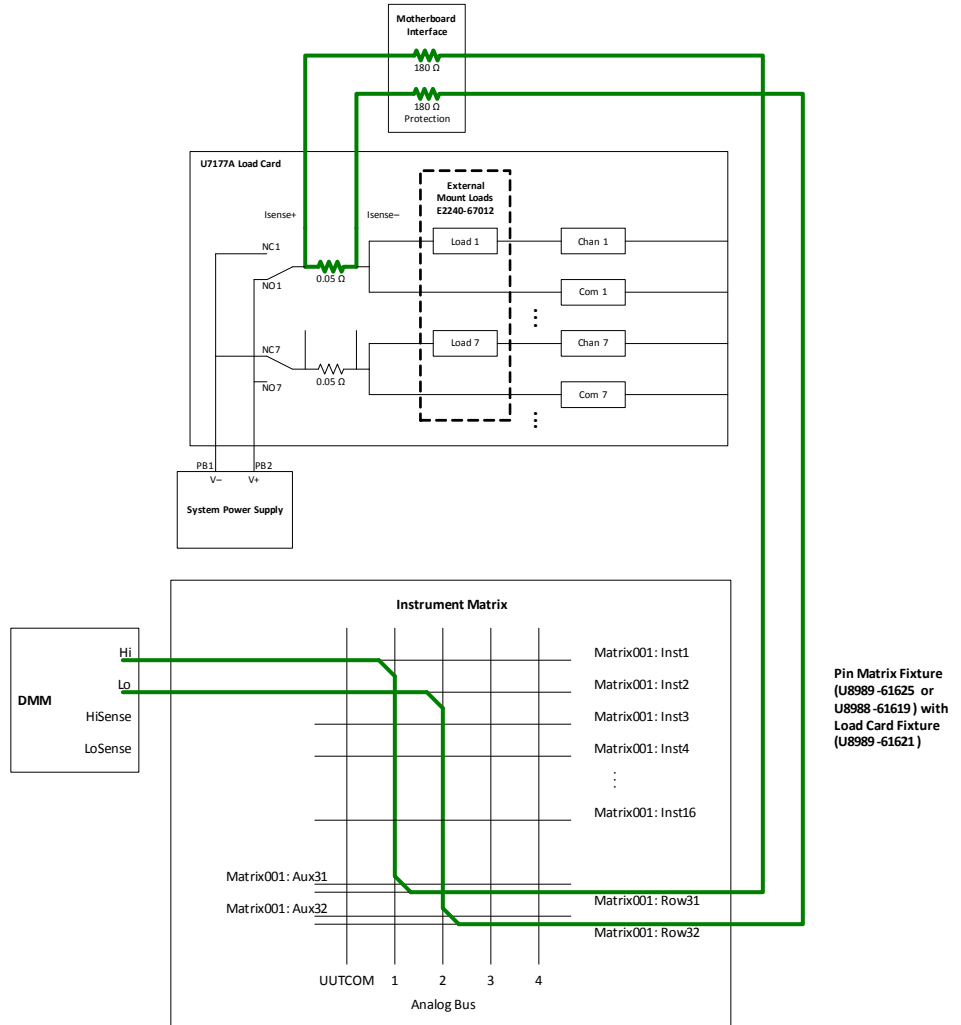 Motherboard
Interface
180 Ω
180 Ω
Protection
U7177A Load Card
External
Mount Loads
E2240-67012
Isense+
Isense–
NC1
Load 1
Chan 1
0.05 Ω
NO1
Com 1
⋮
NC7
Load 7
Chan 7
0.05 Ω
NO7
Com 7
⋮
PB1
PB2
V–
V+
System Power Supply
Instrument Matrix
DMM
Hi
Lo
HiSense
LoSense
Matrix001: Inst1
Matrix001: Inst2
Matrix001: Inst3
Matrix001: Inst4
⋮
Matrix001: Inst16
Pin Matrix Fixture
(U8989-61625 or
U8988-61619) with
Load Card Fixture
(U8989-61621)
Matrix001: Aux31
Matrix001: Row31
Matrix001: Aux32
Matrix001: Row32
UUTCOM 1 2 3 4
Analog Bus